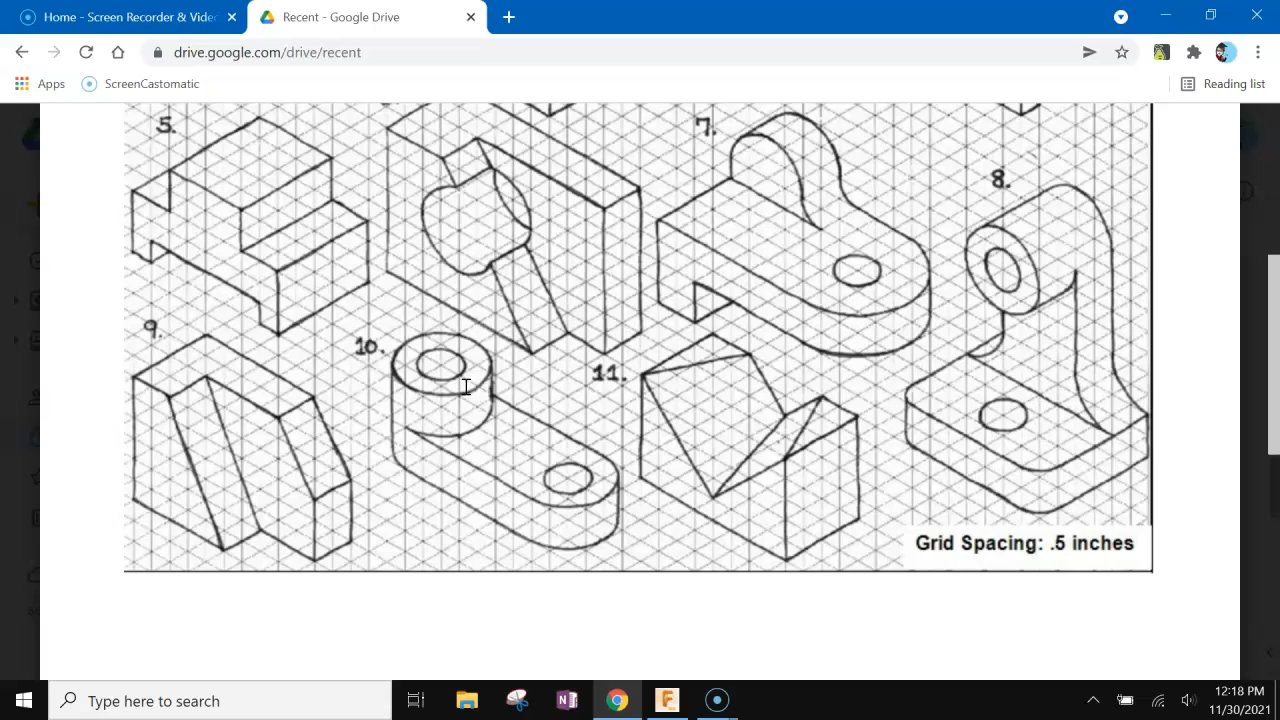 Home - Screen Recorder & Vide
Recent - Google Drive
drive.google.com/drive/recent
Apps
ScreenCastomatic
Reading list
5.
7.
8.
9.
10.
11.
Grid Spacing: .5 inches
Type here to search
12:18 PM
11/30/2021